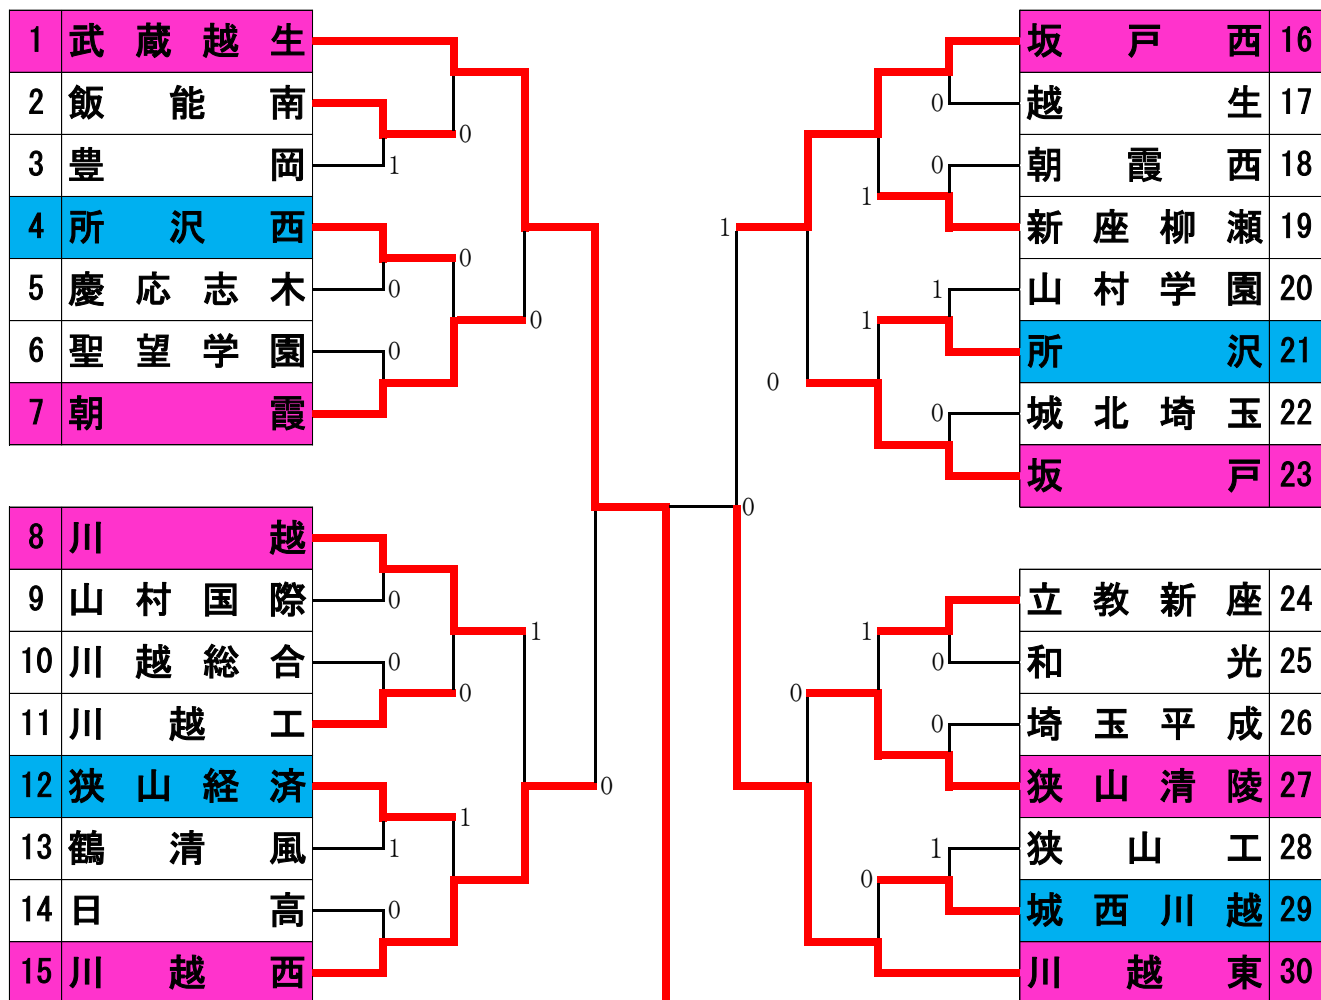 1 武蔵越生
2 飯能南
3 豊岡
4 所沢西
5 慶応志木
6 聖望学園
7 朝霞
8 川越
9 山村国際
10 川越総合
11 川越工
12 狭山経済
13 鶴清風
14 日高
15 川越西
0
1
0
0
0
0
0
0
0
1
1
1
0
0
坂戸西 16
越生 17
朝霞西 18
新座柳瀬 19
山村学園 20
所沢 21
城北埼玉 22
坂戸 23
立教新座 24
和光 25
埼玉平成 26
狭山清陵 27
狭山工 28
城西川越 29
川越東 30
0
0
1
1
1
1
0
0
0
1
0
0
0
1
0